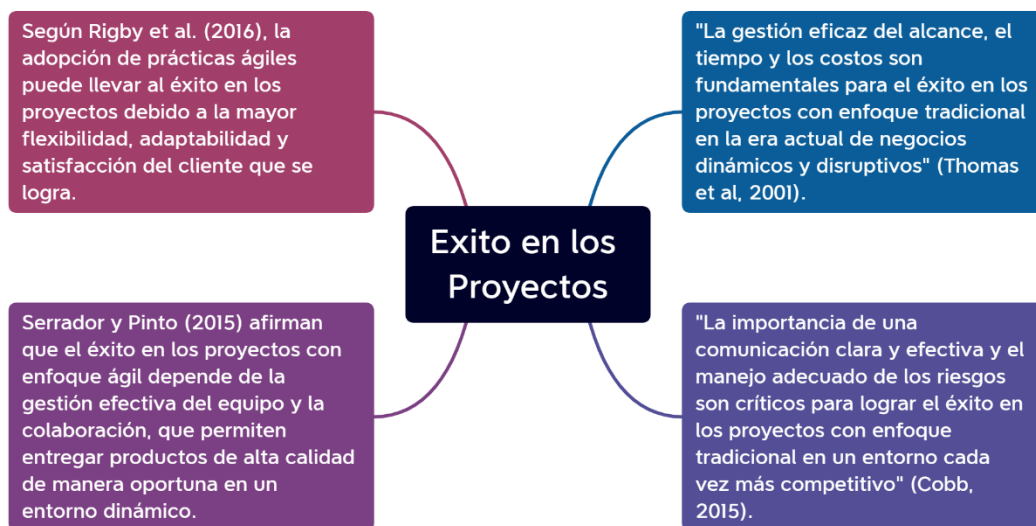 Según Rigby et al. (2016), la
adopción de prácticas ágiles
puede llevar al éxito en los
proyectos debido a la mayor
flexibilidad, adaptabilidad y
satisfacción del cliente que se
logra.
"La gestión eficaz del alcance, el
tiempo y los costos son
fundamentales para el éxito en los
proyectos con enfoque tradicional
en la era actual de negocios
dinámicos y disruptivos" (Thomas
et al, 2001).
Exito en los
Proyectos
Serrador y Pinto (2015) afirman
que el éxito en los proyectos con
enfoque ágil depende de la
gestión efectiva del equipo y la
colaboración, que permiten
entregar productos de alta calidad
de manera oportuna en un
entorno dinámico.
"La importancia de una
comunicación clara y efectiva y el
manejo adecuado de los riesgos
son críticos para lograr el éxito en
los proyectos con enfoque
tradicional en un entorno cada
vez más competitivo" (Cobb,
2015).